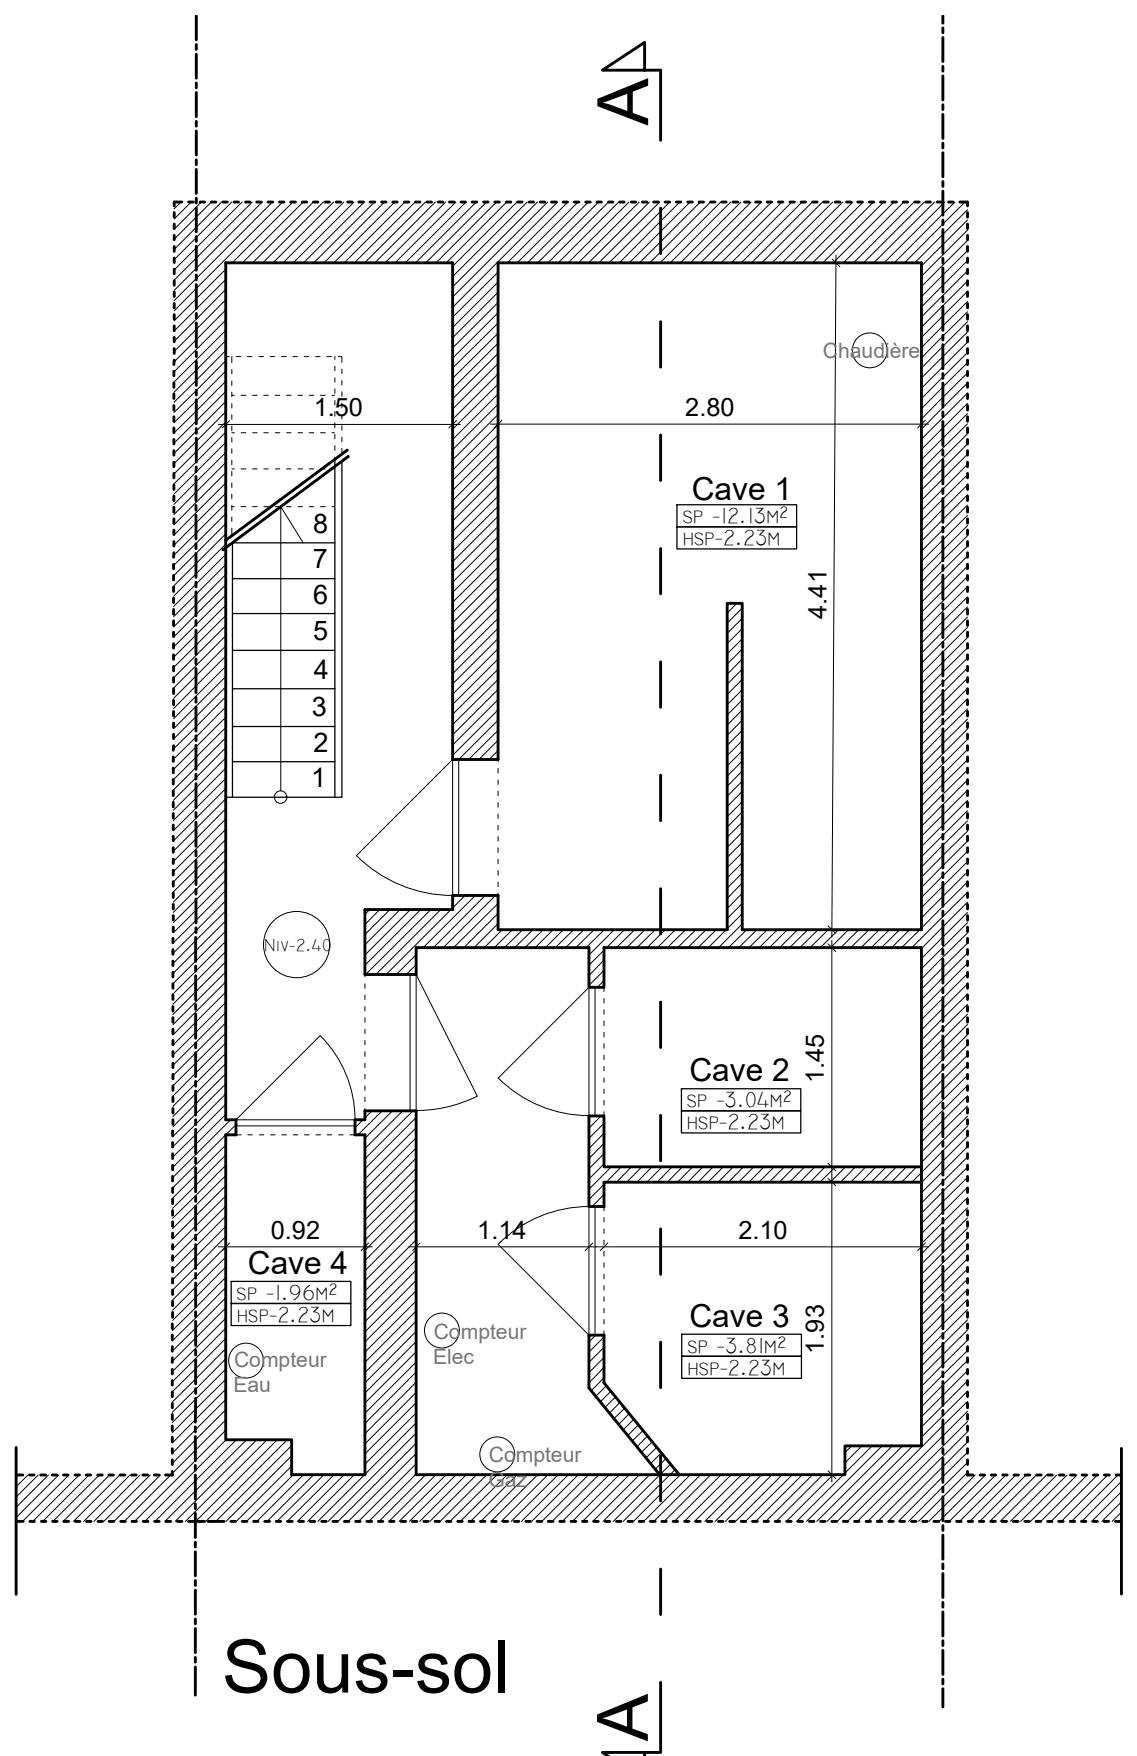 A
Chaudière
1.50
2.80
Cave 1
SP -12.13M²
HSP-2.23M
8
7
6
5
4
3
2
1
4.41
Niv-2.40
Cave 2
SP -3.04M²
HSP-2.23M
1.45
0.92
1.14
2.10
Cave 4
SP -1.96M²
HSP-2.23M
Compteur
Eau
Compteur
Elec
Cave 3
SP -3.81M²
HSP-2.23M
1.93
Compteur
Gaz
Sous-sol
A